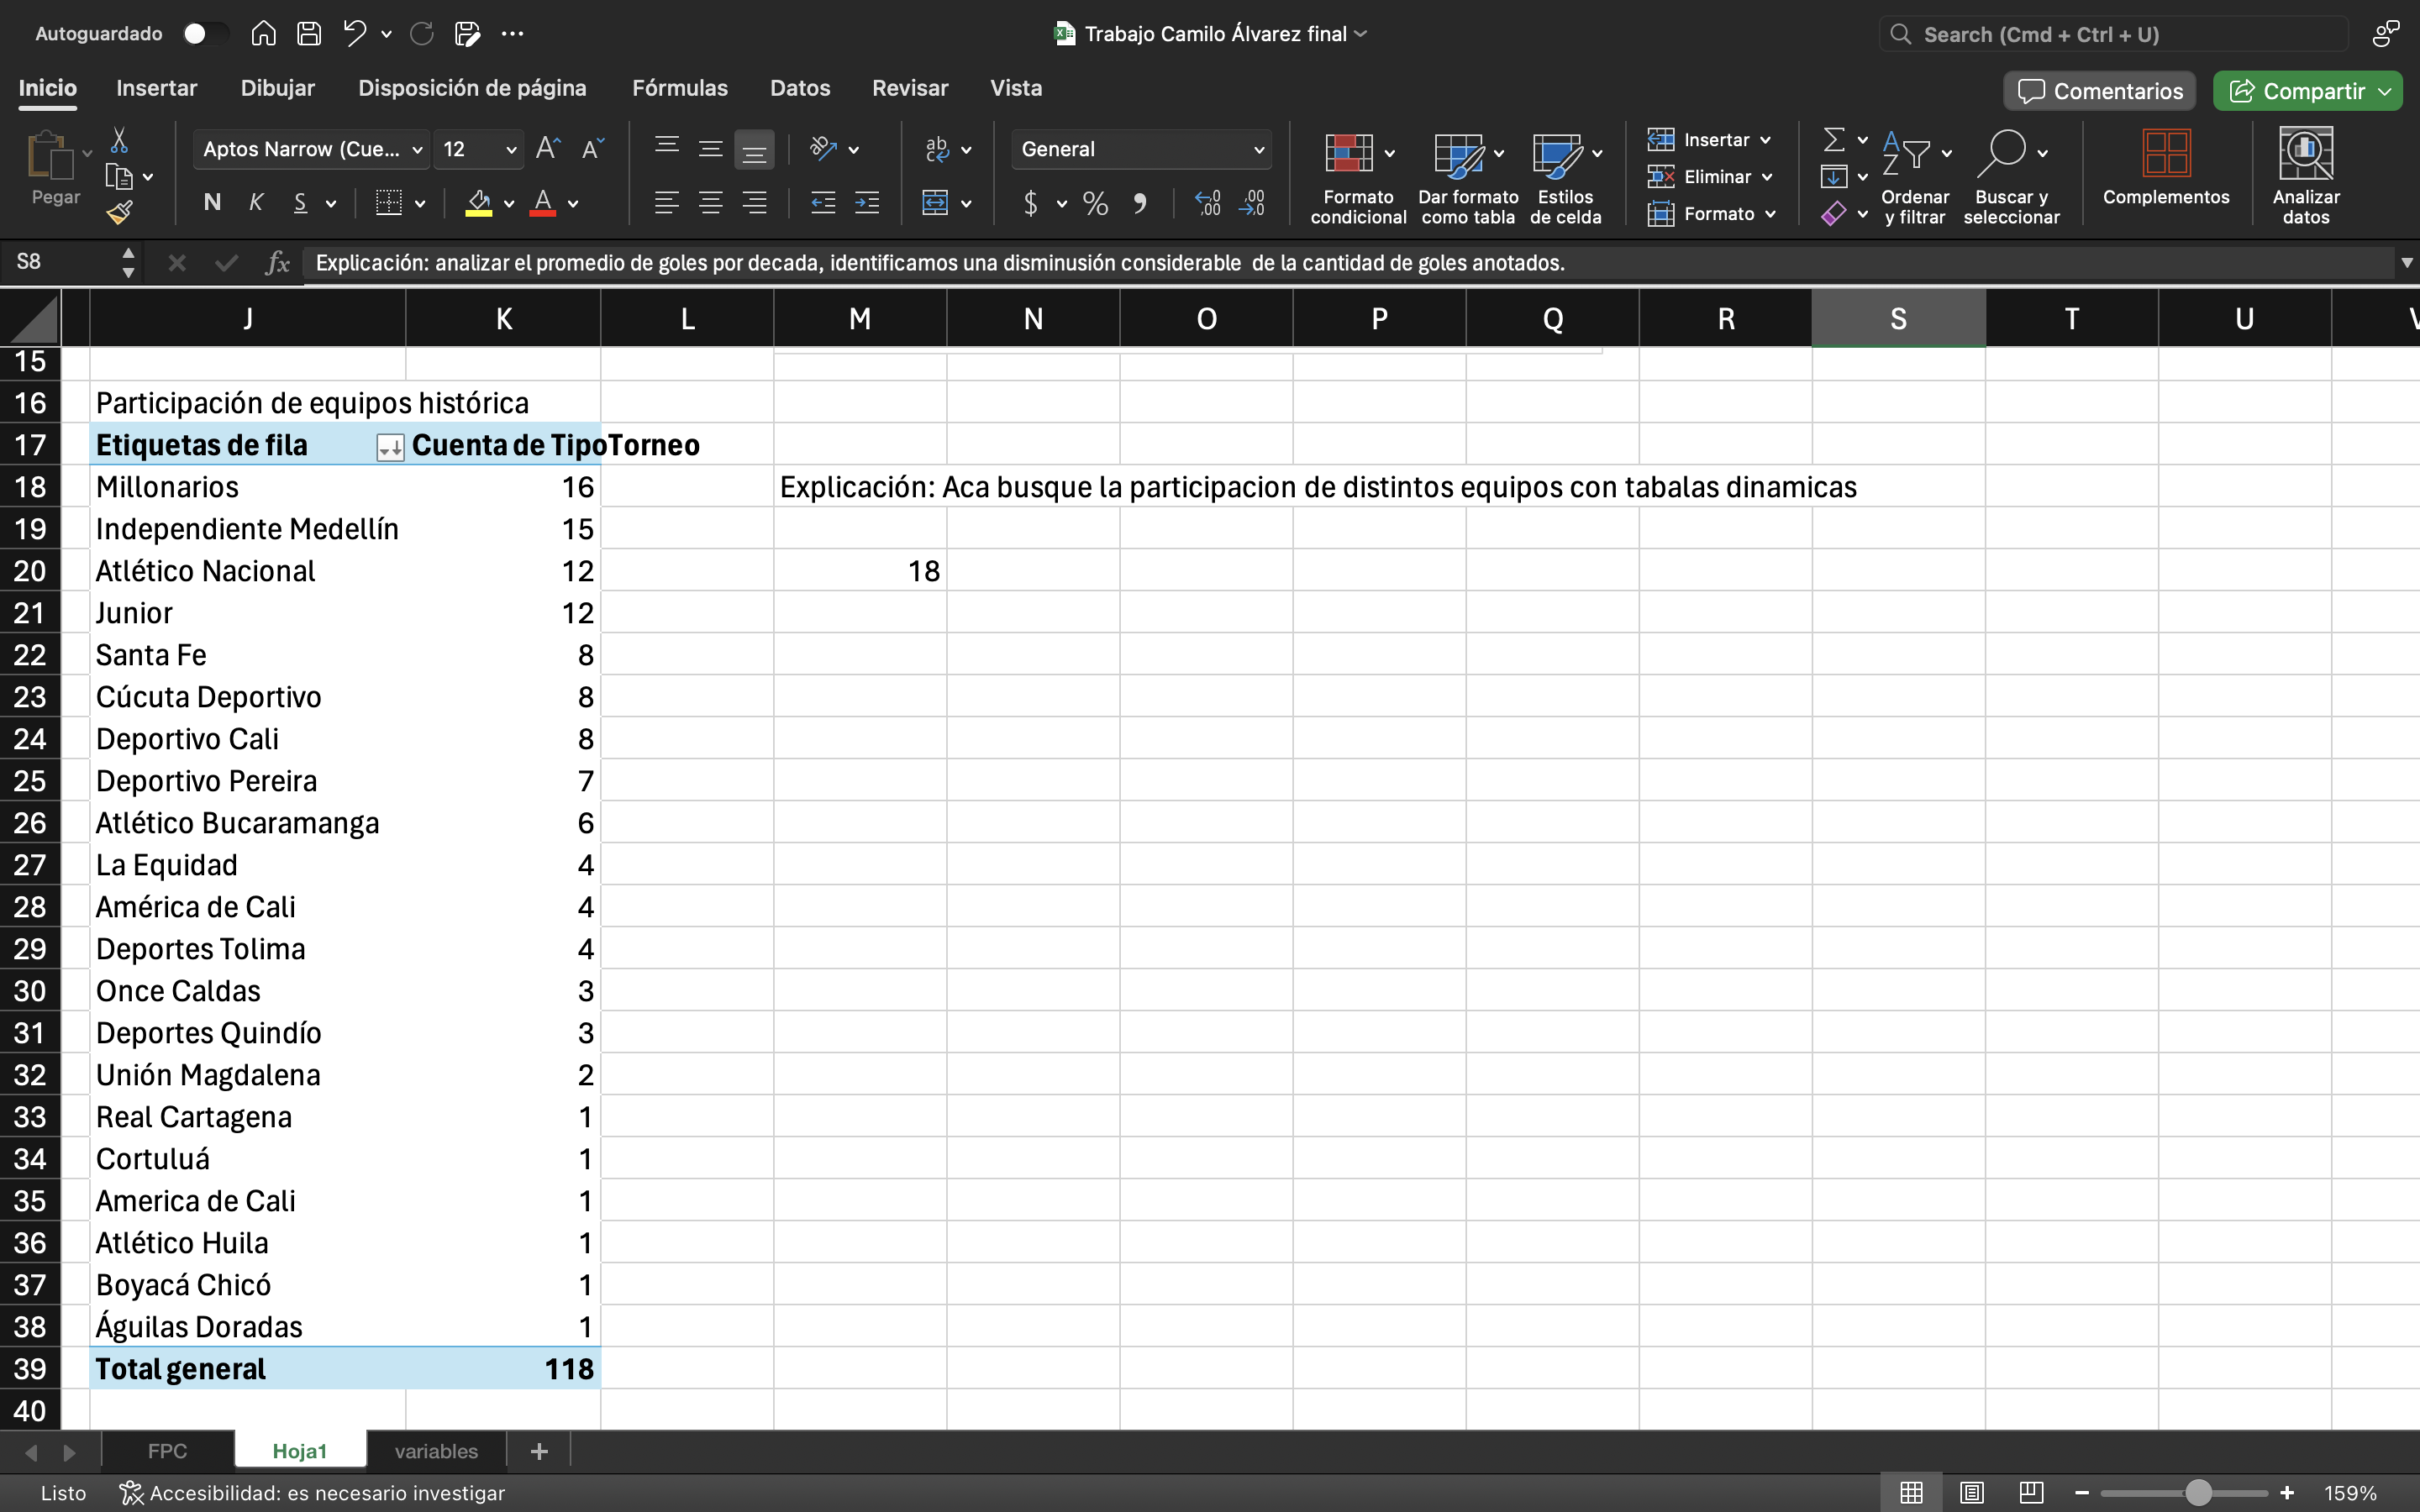 Autoguardado
Trabajo Camilo Álvarez final
Search (Cmd + Ctrl + U)
Inicio Insertar Dibujar Disposición de página Fórmulas Datos Revisar Vista
Comentarios Compartir
Pegar
Aptos Narrow (Cue... 12
N K S
General
$ %
Formato condicional
Dar formato como tabla
Estilos de celda
Insertar
Eliminar
Formato
Ordenar y filtrar
Buscar y seleccionar
Complementos
Analizar datos
S8 fx Explicación: analizar el promedio de goles por decada, identificamos una disminusión considerable  de la cantidad de goles anotados.
J K L M N O P Q R S T U V
15
16 Participación de equipos histórica
17 Etiquetas de fila Cuenta de TipoTorneo
18 Millonarios 16 Explicación: Aca busque la participacion de distintos equipos con tabalas dinamicas
19 Independiente Medellín 15
20 Atlético Nacional 12 18
21 Junior 12
22 Santa Fe 8
23 Cúcuta Deportivo 8
24 Deportivo Cali 8
25 Deportivo Pereira 7
26 Atlético Bucaramanga 6
27 La Equidad 4
28 América de Cali 4
29 Deportes Tolima 4
30 Once Caldas 3
31 Deportes Quindío 3
32 Unión Magdalena 2
33 Real Cartagena 1
34 Cortuluá 1
35 America de Cali 1
36 Atlético Huila 1
37 Boyacá Chicó 1
38 Águilas Doradas 1
39 Total general 118
40
FPC Hoja1 variables +
Listo Accesibilidad: es necesario investigar 159%